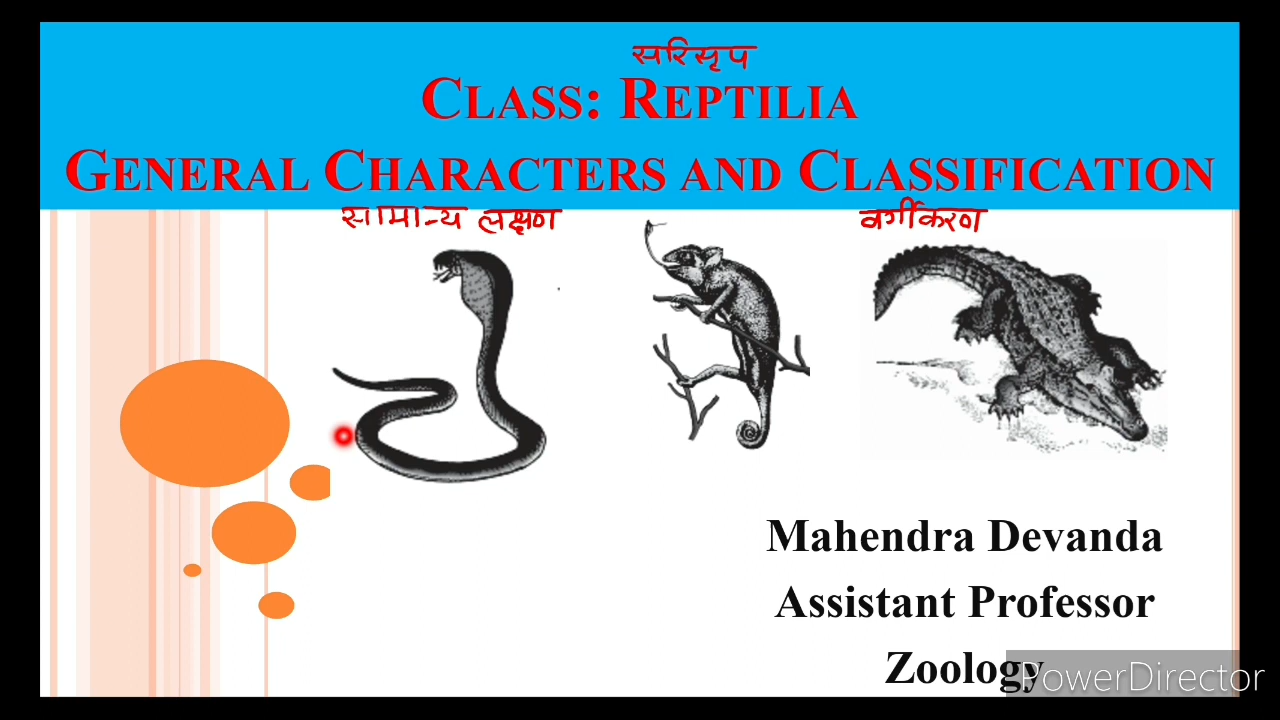 सरिसृप
CLASS: REPTILIA
GENERAL CHARACTERS AND CLASSIFICATION
सामान्य लक्षण वर्गीकरण
Mahendra Devanda
Assistant Professor
Zoology
PowerDirector